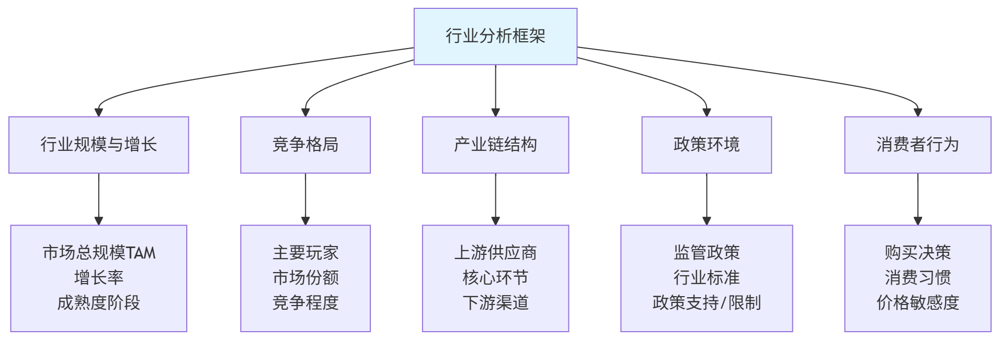 行业分析框架
行业规模与增长
竞争格局
产业链结构
政策环境
消费者行为
市场总规模TAM
增长率
成熟度阶段
主要玩家
市场份额
竞争程度
上游供应商
核心环节
下游渠道
监管政策
行业标准
政策支持/限制
购买决策
消费习惯
价格敏感度